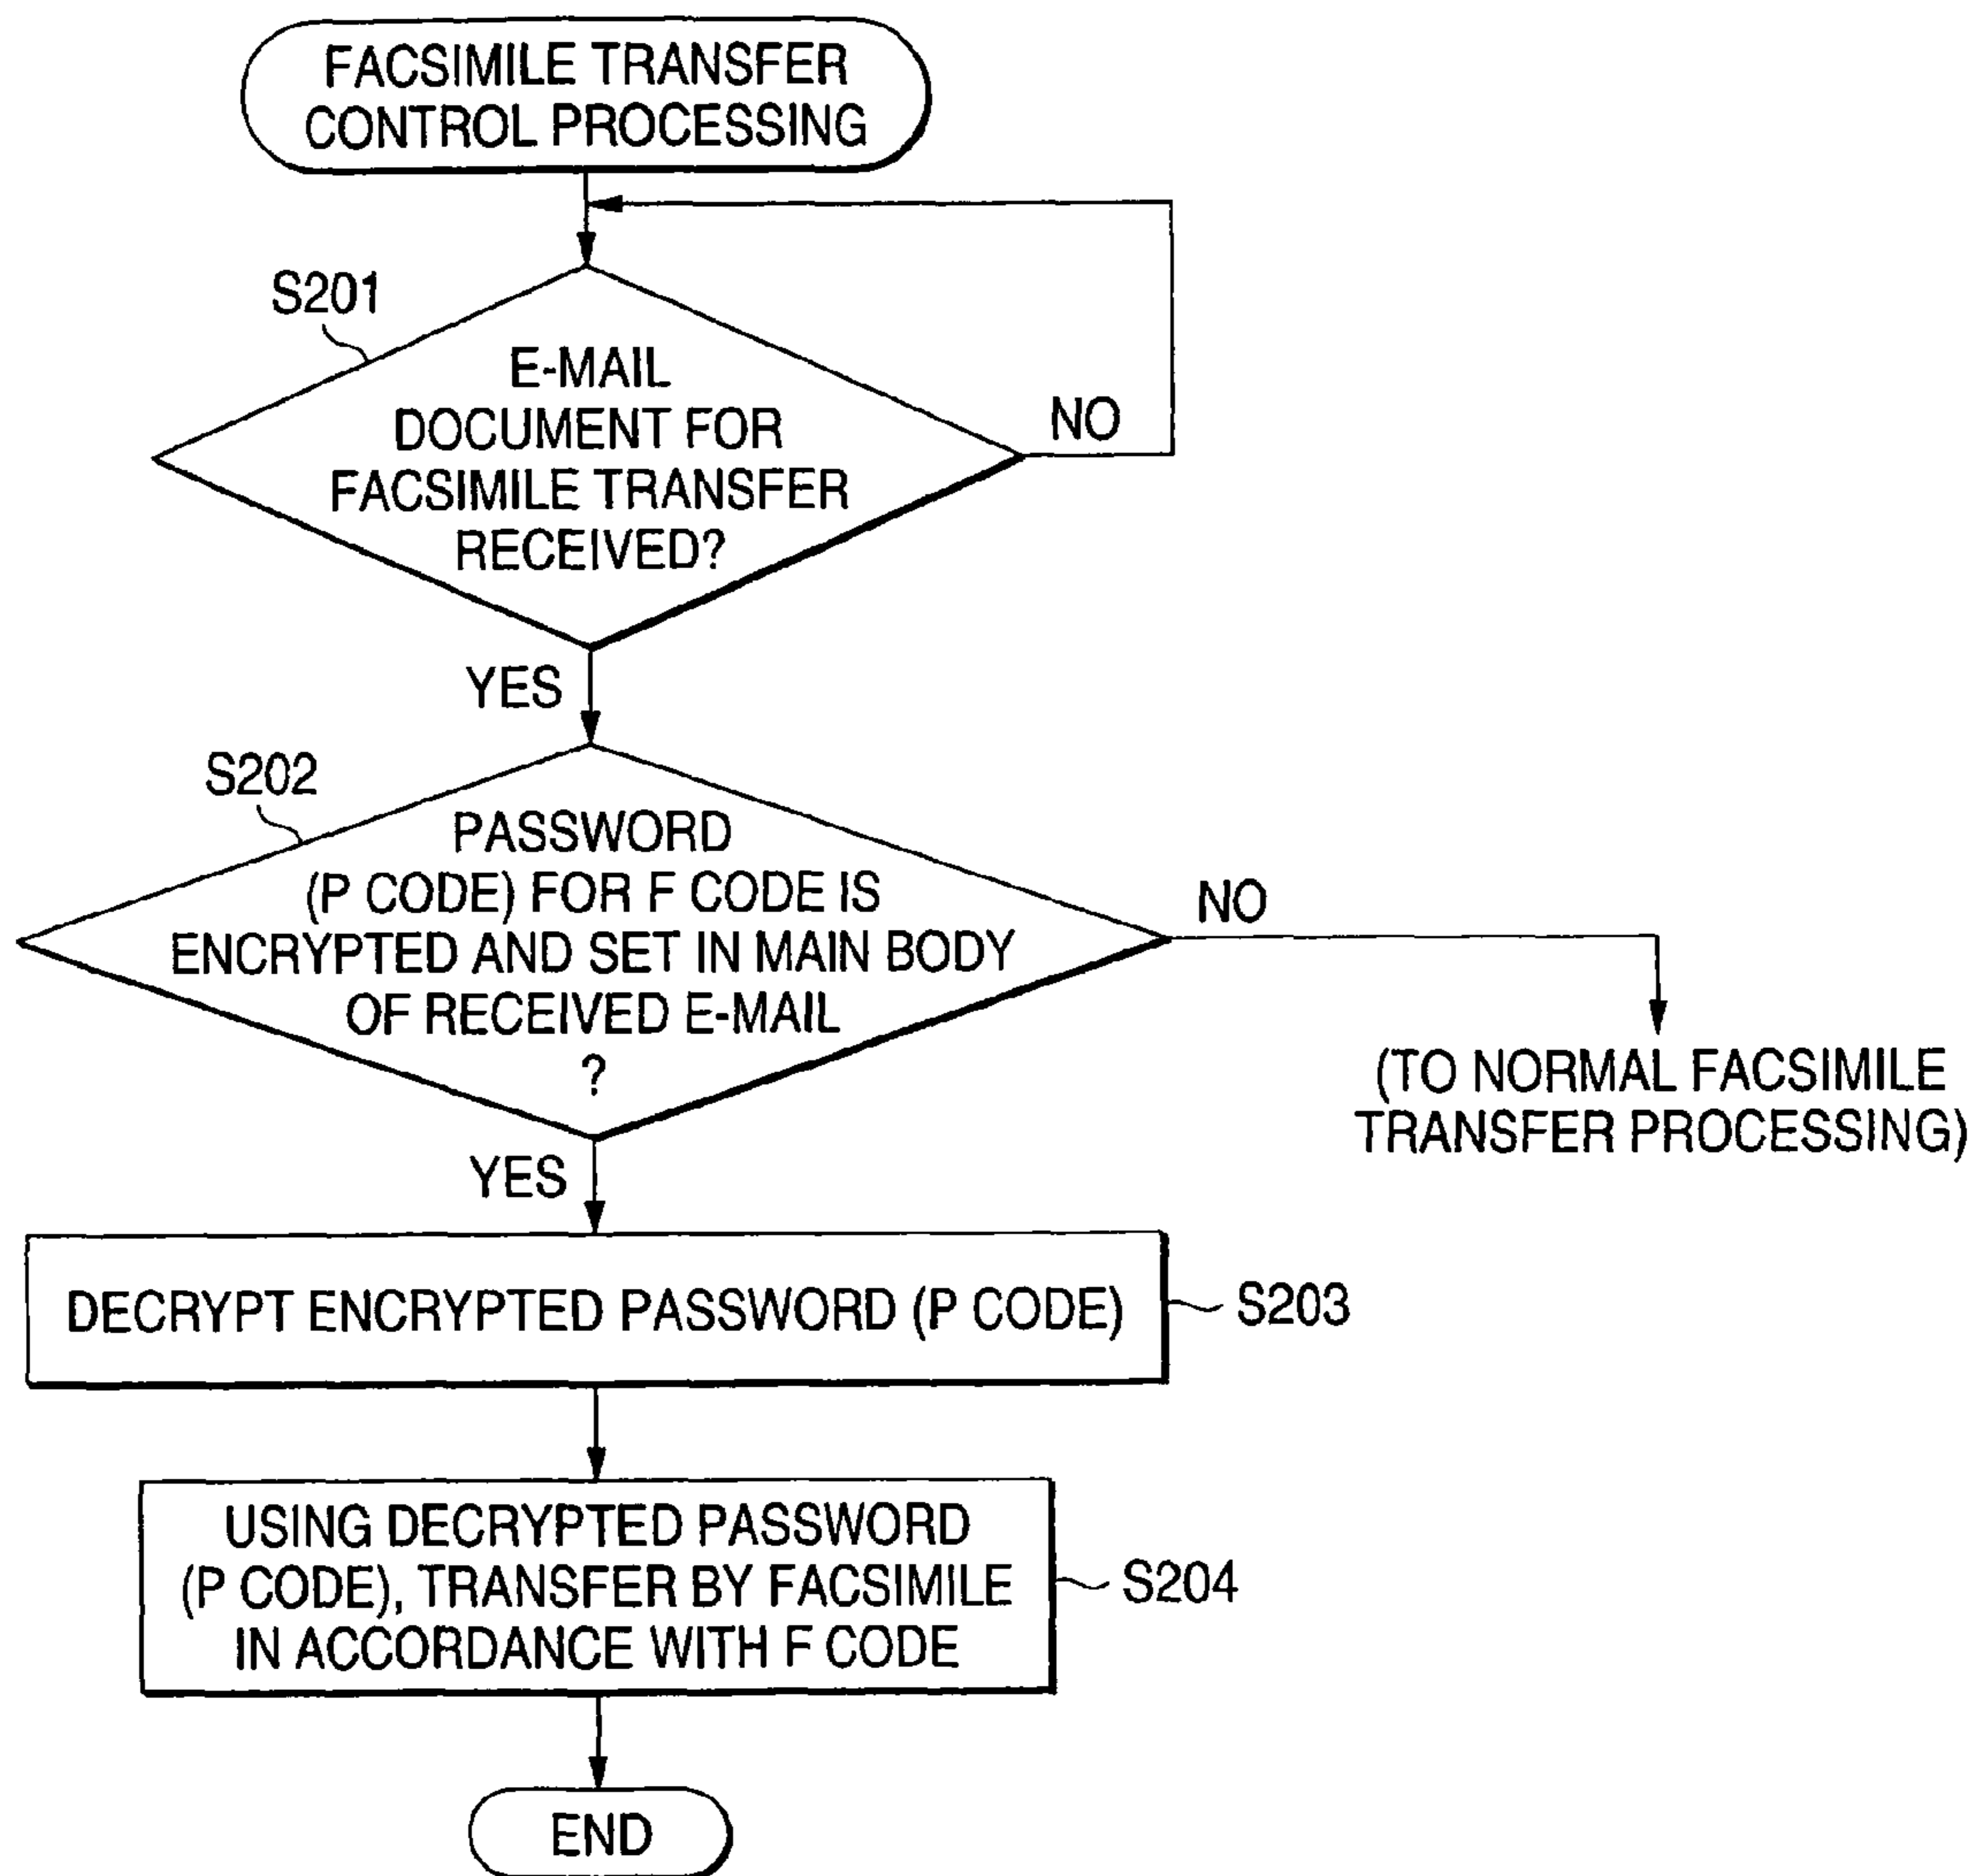 FACSIMILE TRANSFER
CONTROL PROCESSING
S201
E-MAIL
DOCUMENT FOR
FACSIMILE TRANSFER
RECEIVED?
NO
YES
S202
PASSWORD
(P CODE) FOR F CODE IS
ENCRYPTED AND SET IN MAIN BODY
OF RECEIVED E-MAIL
?
NO
(TO NORMAL FACSIMILE
TRANSFER PROCESSING)
YES
DECRYPT ENCRYPTED PASSWORD (P CODE)
S203
USING DECRYPTED PASSWORD
(P CODE), TRANSFER BY FACSIMILE
IN ACCORDANCE WITH F CODE
S204
END